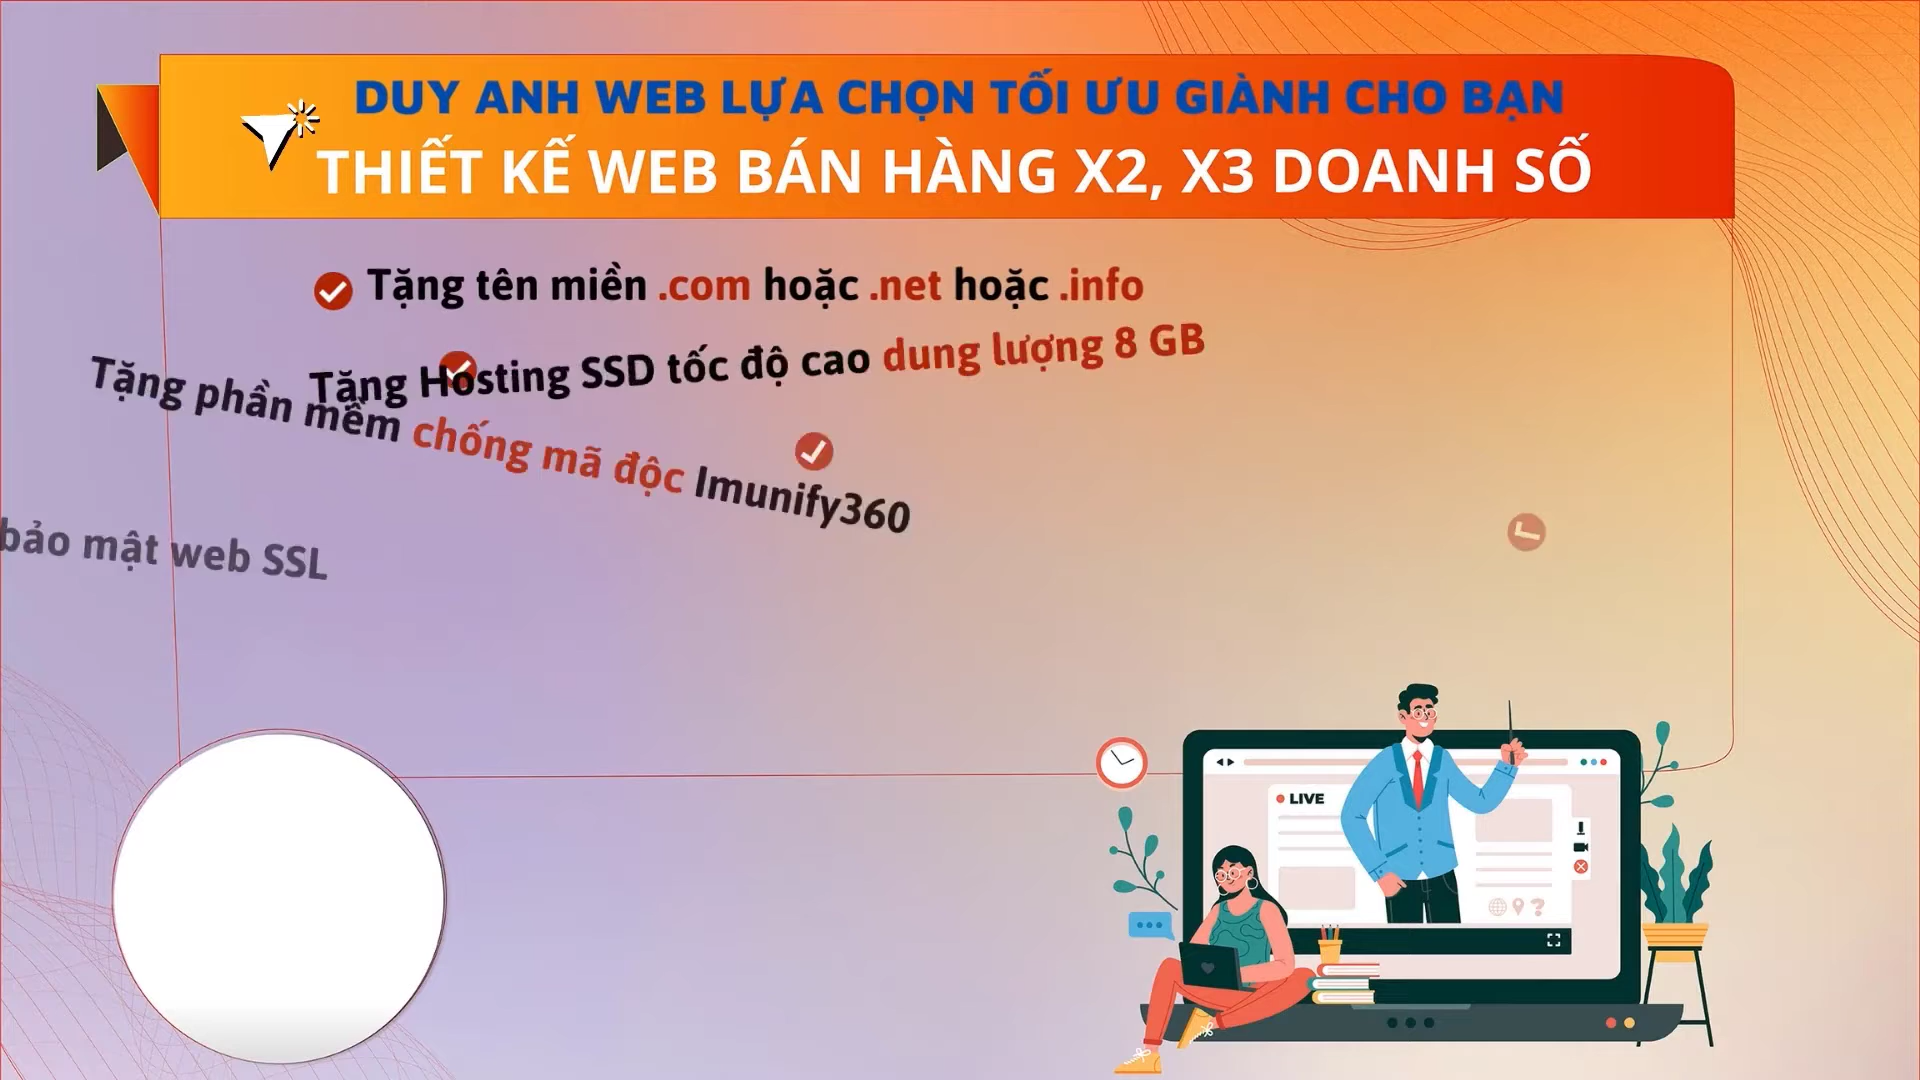 DUY ANH WEB LỰA CHỌN TỐI ƯU GIÀNH CHO BẠN
THIẾT KẾ WEB BÁN HÀNG X2, X3 DOANH SỐ
Tặng tên miền .com hoặc .net hoặc .info
Tặng Hosting SSD tốc độ cao dung lượng 8 GB
Tặng phần mềm chống mã độc Imunify360
bảo mật web SSL
LIVE